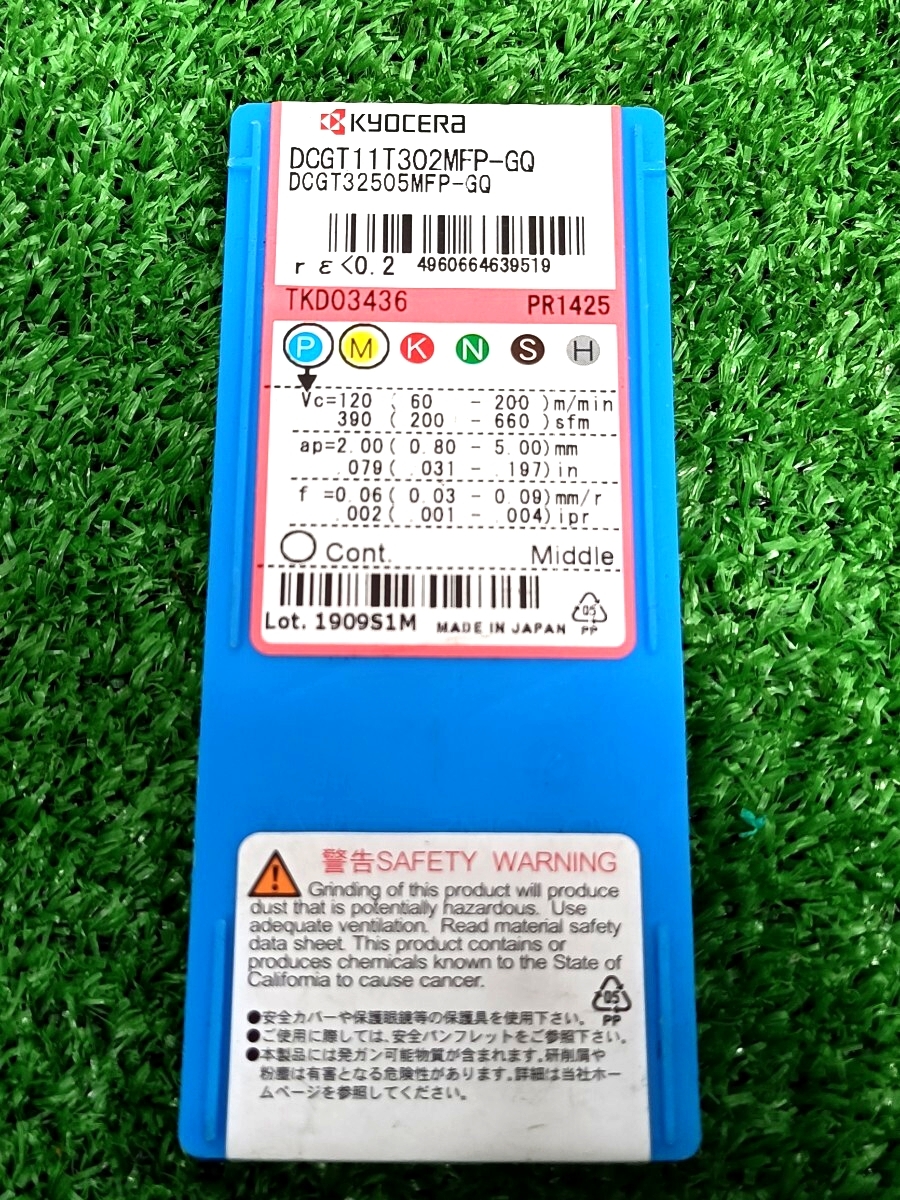 KYOCERA
DCGT11T302MFP-GQ
DCGT32505MFP-GQ
rε<0.2 4960664639519
TKD03436 PR1425
P M K N S H
Vc=120 ( 60 - 200 )m/min
390 ( 200 - 660 )sfm
ap=2.00( 0.80 - 5.00)mm
.079( .031 - .197)in
f =0.06( 0.03 - 0.09)mm/r
.002( .001 - .004)ipr
Cont. Middle
Lot. 1909S1M MADE IN JAPAN
05
PP
警告SAFETY WARNING
Grinding of this product will produce
dust that is potentially hazardous. Use
adequate ventilation. Read material safety
data sheet. This product contains or
produces chemicals known to the State of
California to cause cancer.
05
PP
●安全カバーや保護眼鏡等の保護具を使用下さい。
●ご使用に際しては、安全パンフレットをご参照下さい。
●本製品には発ガン可能物質が含まれます。研削屑や
粉塵は有害となる危険性があります。詳細は当社ホー
ムページを参照してください。